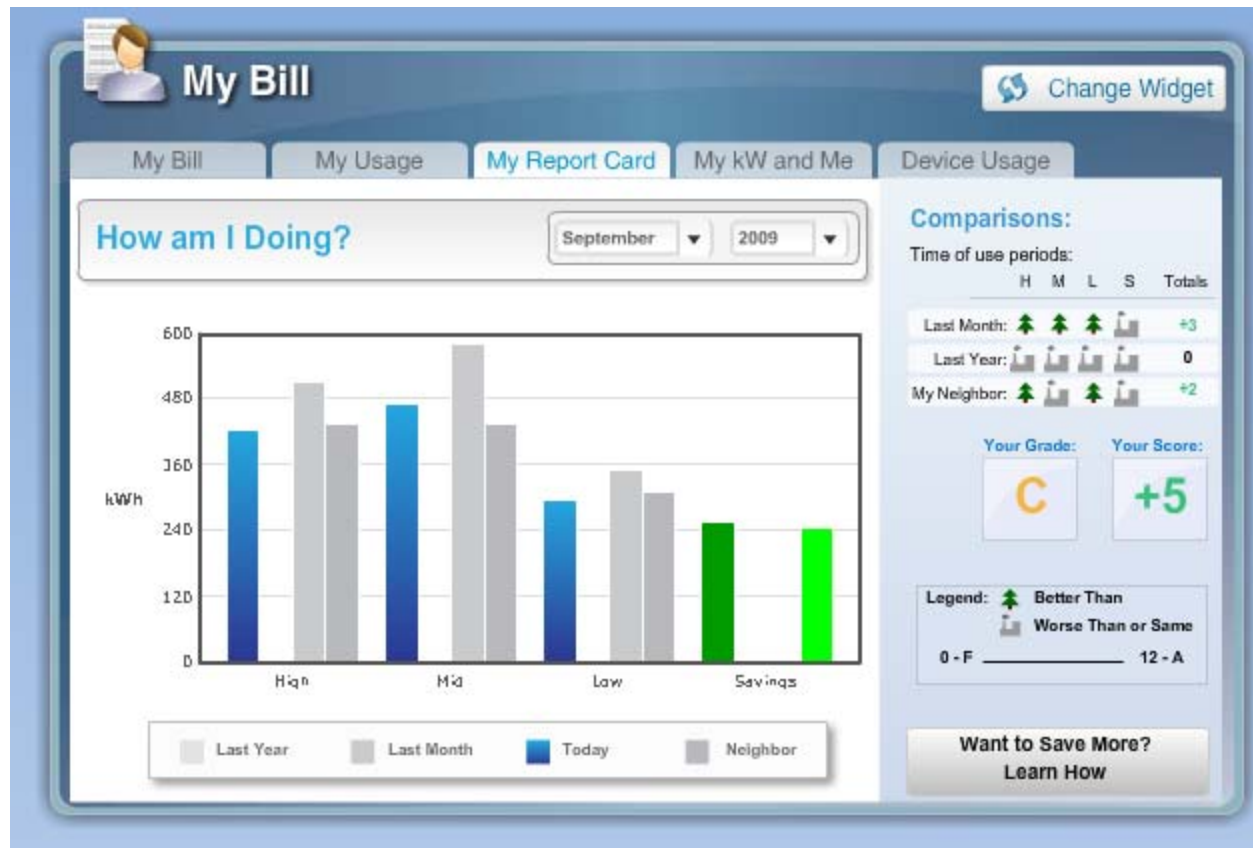 My Bill
Change Widget
My Bill
My Usage
My Report Card
My kW and Me
Device Usage
How am I Doing?
September
2009
600
480
360
240
120
0
kWh
High
Mid
Low
Savings
Last Year
Last Month
Today
Neighbor
Comparisons:
Time of use periods:
H M L S Totals
Last Month: +3
Last Year: 0
My Neighbor: +2
Your Grade: Your Score:
C +5
Legend: Better Than
Worse Than or Same
0 - F 12 - A
Want to Save More?
Learn How